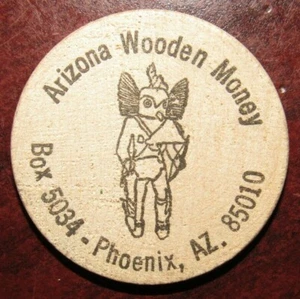 Arizona Wooden Money
Box 5034 - Phoenix, AZ. 85010